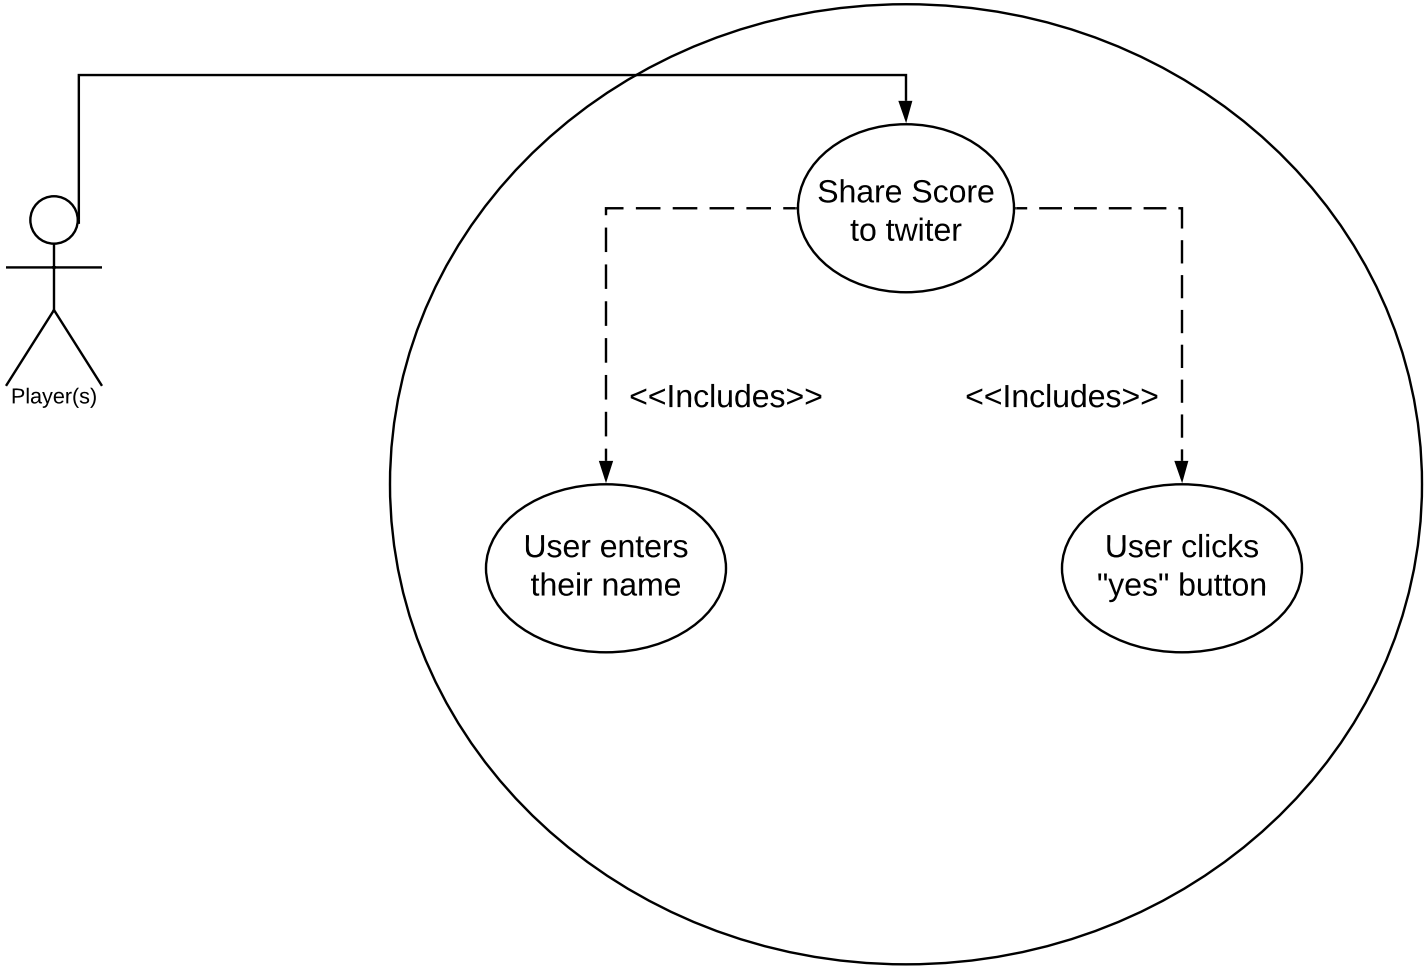 Share Score
to twiter
Player(s)
<<Includes>>
<<Includes>>
User enters
their name
User clicks
"yes" button